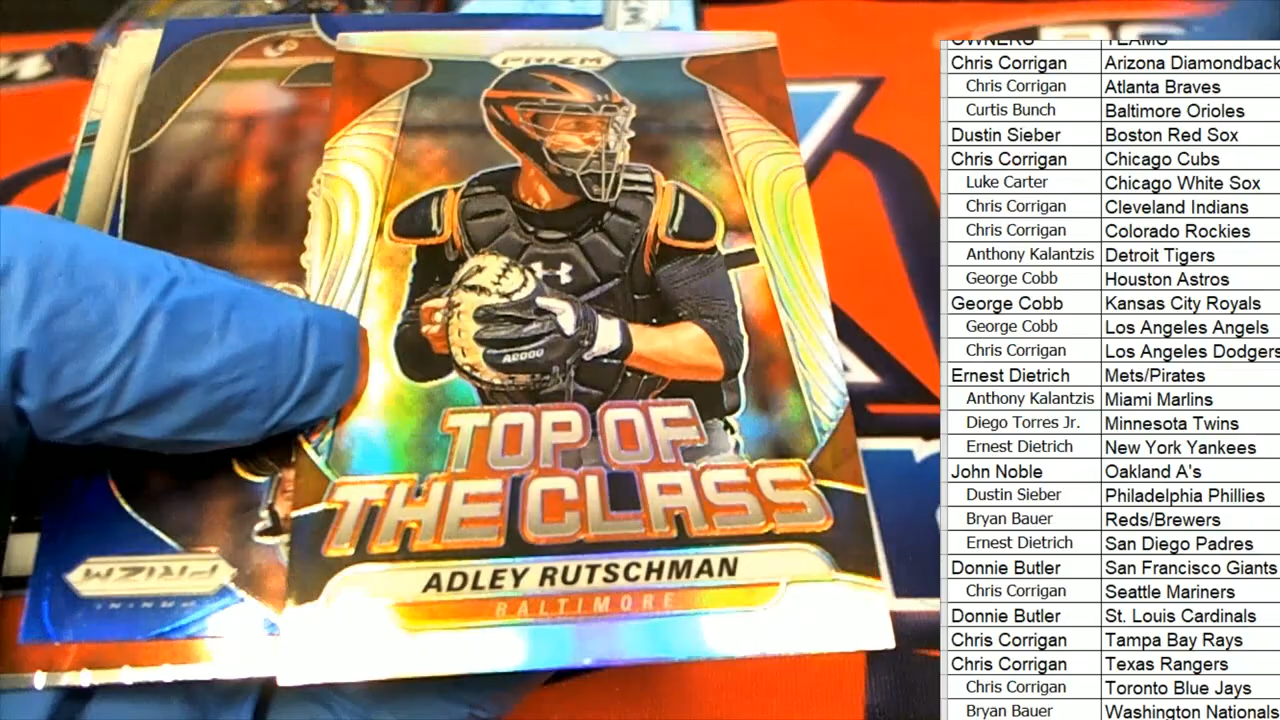 PRIZM
A2000
TOP OF
THE CLASS
ADLEY RUTSCHMAN
BALTIMORE
PRIZM
PANINI
OWNERS TEAMS
Chris Corrigan Arizona Diamondback
Chris Corrigan Atlanta Braves
Curtis Bunch Baltimore Orioles
Dustin Sieber Boston Red Sox
Chris Corrigan Chicago Cubs
Luke Carter Chicago White Sox
Chris Corrigan Cleveland Indians
Chris Corrigan Colorado Rockies
Anthony Kalantzis Detroit Tigers
George Cobb Houston Astros
George Cobb Kansas City Royals
George Cobb Los Angeles Angels
Chris Corrigan Los Angeles Dodgers
Ernest Dietrich Mets/Pirates
Anthony Kalantzis Miami Marlins
Diego Torres Jr. Minnesota Twins
Ernest Dietrich New York Yankees
John Noble Oakland A's
Dustin Sieber Philadelphia Phillies
Bryan Bauer Reds/Brewers
Ernest Dietrich San Diego Padres
Donnie Butler San Francisco Giants
Chris Corrigan Seattle Mariners
Donnie Butler St. Louis Cardinals
Chris Corrigan Tampa Bay Rays
Chris Corrigan Texas Rangers
Chris Corrigan Toronto Blue Jays
Bryan Bauer Washington Nationals